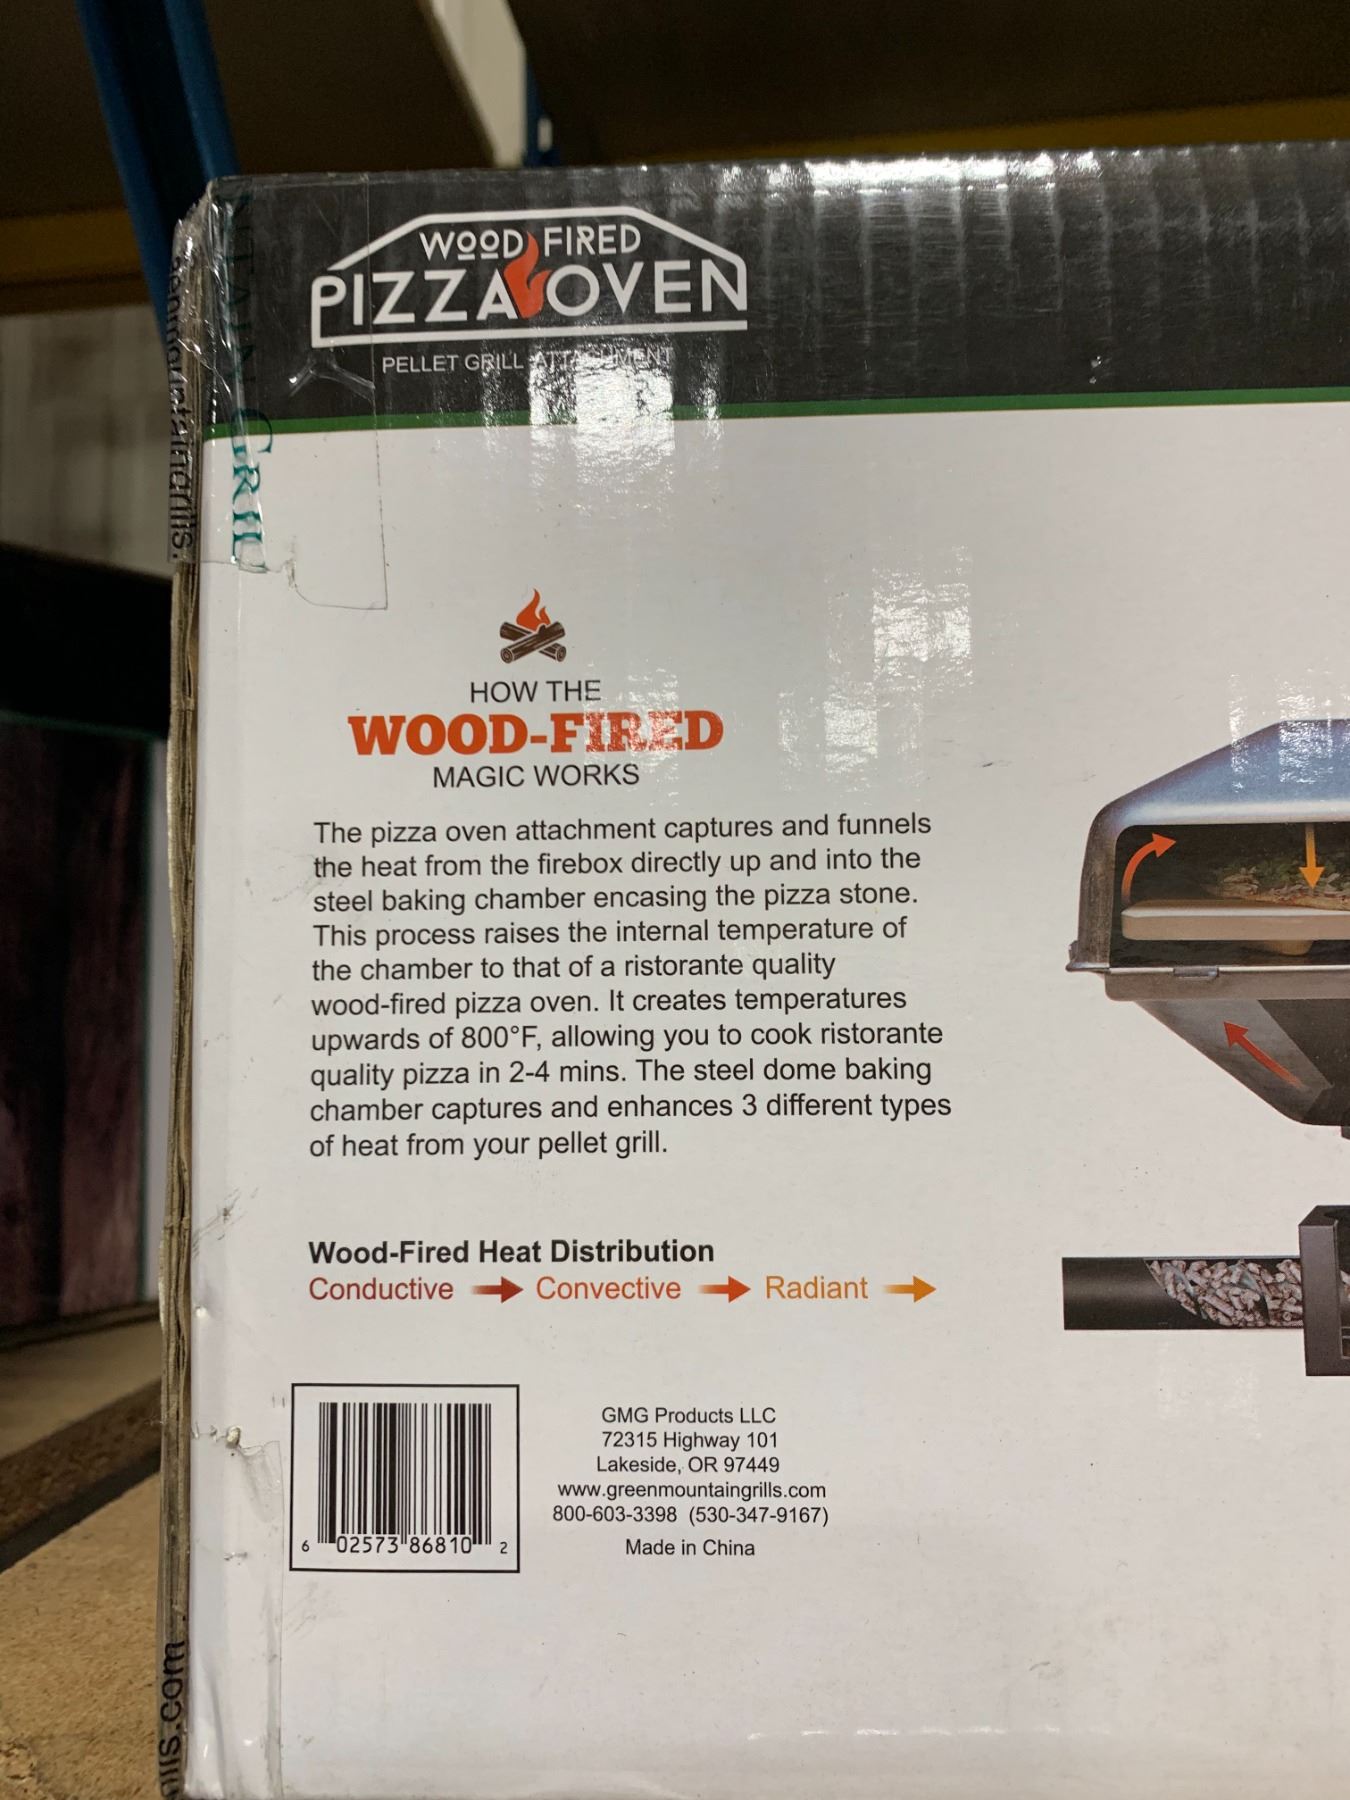 WOOD FIRED
PIZZA OVEN
PELLET GRILL ATTACHMENT
HOW THE
WOOD-FIRED
MAGIC WORKS
The pizza oven attachment captures and funnels
the heat from the firebox directly up and into the
steel baking chamber encasing the pizza stone.
This process raises the internal temperature of
the chamber to that of a ristorante quality
wood-fired pizza oven. It creates temperatures
upwards of 800°F, allowing you to cook ristorante
quality pizza in 2-4 mins. The steel dome baking
chamber captures and enhances 3 different types
of heat from your pellet grill.
Wood-Fired Heat Distribution
Conductive Convective Radiant
6 02573 86810 2
GMG Products LLC
72315 Highway 101
Lakeside, OR 97449
www.greenmountaingrills.com
800-603-3398 (530-347-9167)
Made in China